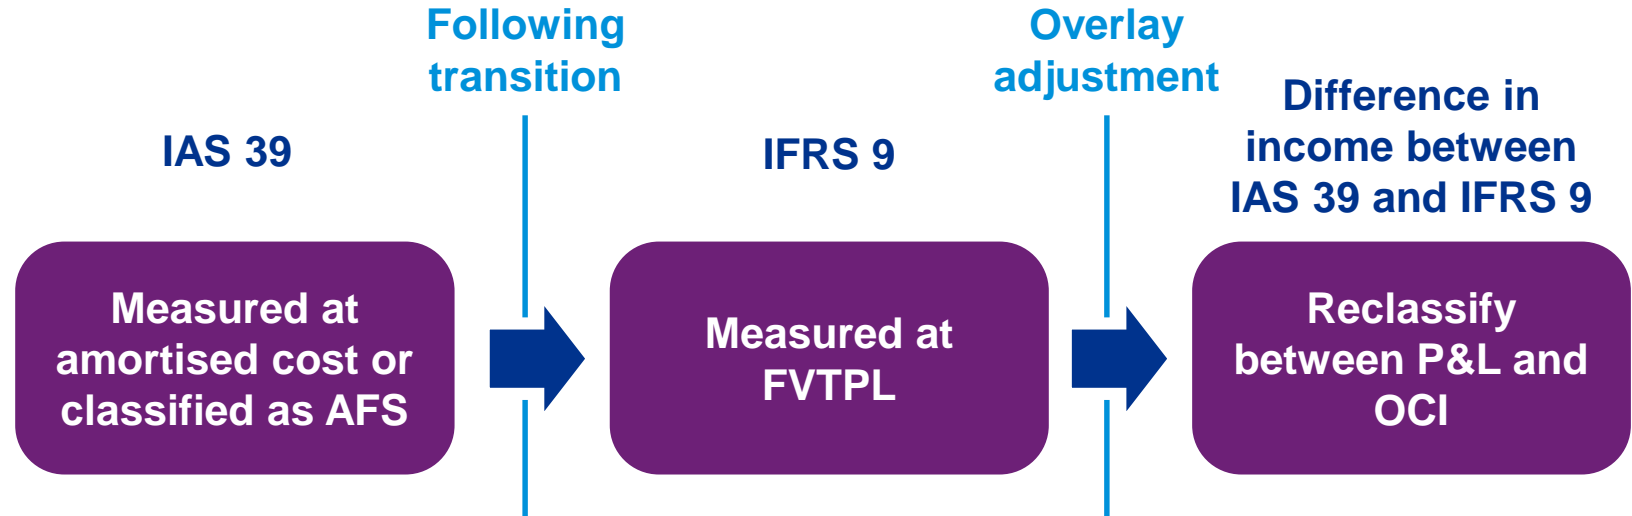 Following
transition
Overlay
adjustment
IAS 39
IFRS 9
Difference in
income between
IAS 39 and IFRS 9
Measured at
amortised cost or
classified as AFS
Measured at
FVTPL
Reclassify
between P&L and
OCI